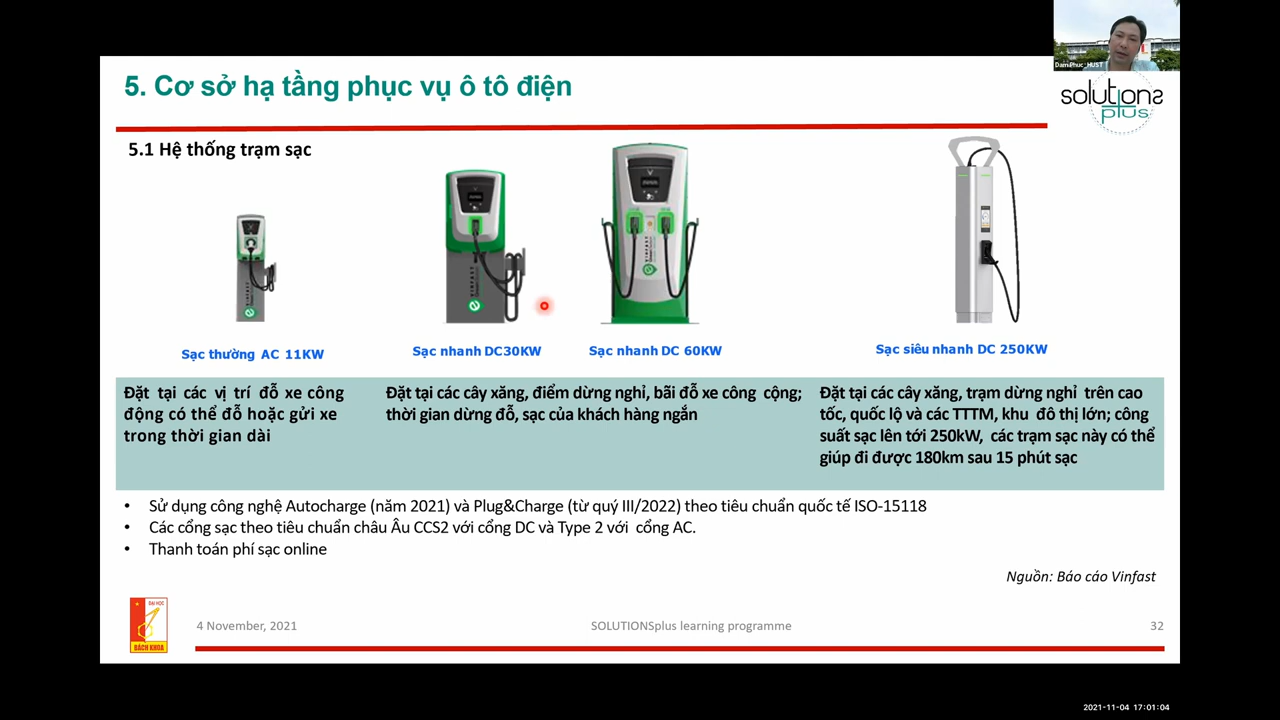 Dam Phuc_HUST
solutions
plus
5. Cơ sở hạ tầng phục vụ ô tô điện
5.1 Hệ thống trạm sạc
VINFAST
VINFAST
Sạc thường AC 11KW
Sạc nhanh DC30KW
Sạc nhanh DC 60KW
Sạc siêu nhanh DC 250KW
Đặt tại các vị trí đỗ xe công
động có thể đỗ hoặc gửi xe
trong thời gian dài
Đặt tại các cây xăng, điểm dừng nghỉ, bãi đỗ xe công cộng;
thời gian dừng đỗ, sạc của khách hàng ngắn
Đặt tại các cây xăng, trạm dừng nghỉ trên cao
tốc, quốc lộ và các TTTM, khu đô thị lớn; công
suất sạc lên tới 250kW, các trạm sạc này có thể
giúp đi được 180km sau 15 phút sạc
• Sử dụng công nghệ Autocharge (năm 2021) và Plug&Charge (từ quý III/2022) theo tiêu chuẩn quốc tế ISO-15118
• Các cổng sạc theo tiêu chuẩn châu Âu CCS2 với cổng DC và Type 2 với cổng AC.
• Thanh toán phí sạc online
Nguồn: Báo cáo Vinfast
ĐẠI HỌC
BÁCH KHOA
4 November, 2021
SOLUTIONSplus learning programme
32
2021-11-04 17:01:04